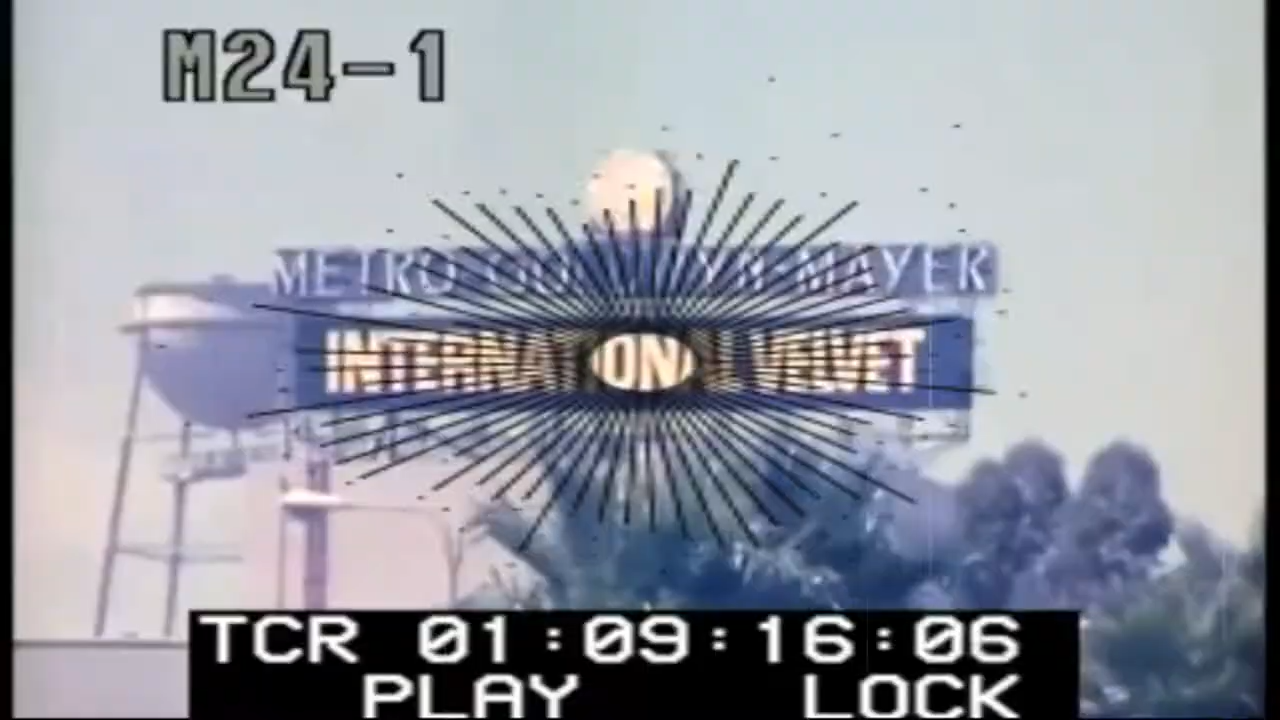 M24-1
METRO-GOLDWYN-MAYER
INTERNATIONAL VELVET
TCR 01:09:16:06
PLAY LOCK